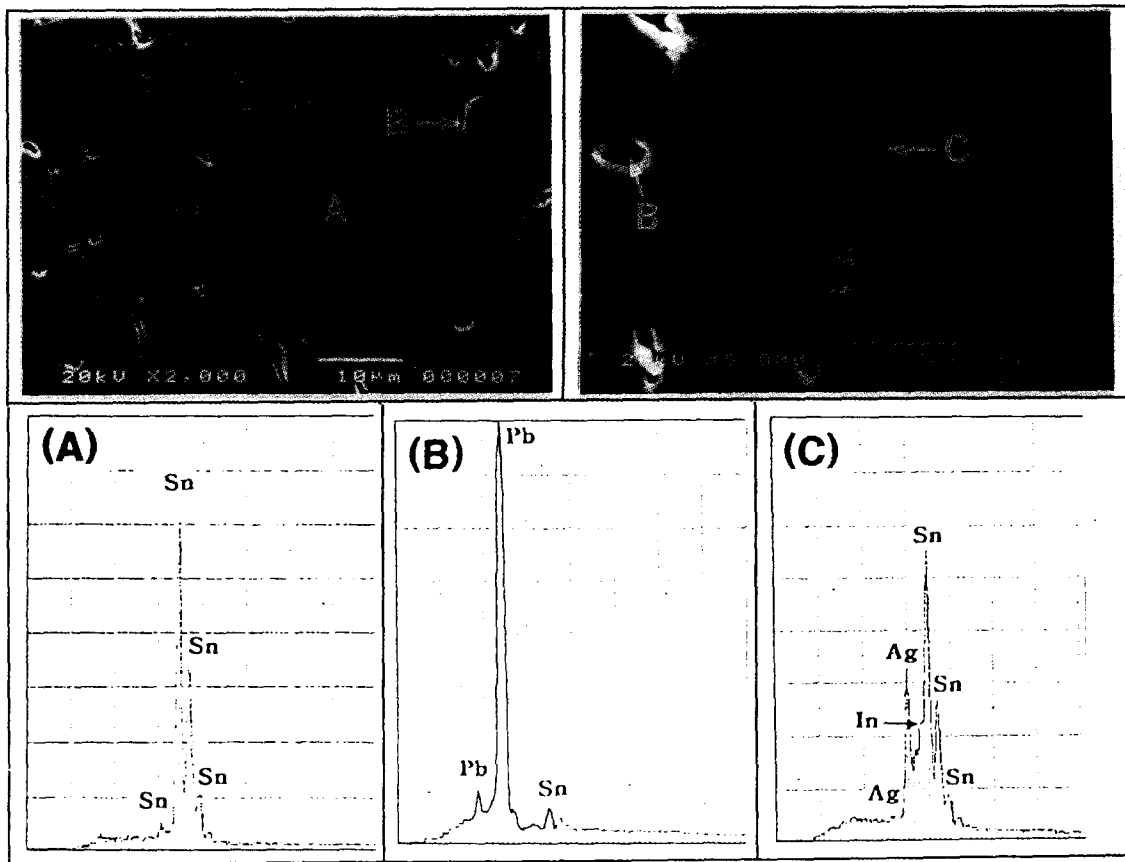 B
A
20kV X2,000 10µm 000007
C
B
(A)
Sn
Sn
Sn
Sn
(B)
Pb
Pb
Sn
(C)
Sn
Ag
Sn
In
Ag
Sn